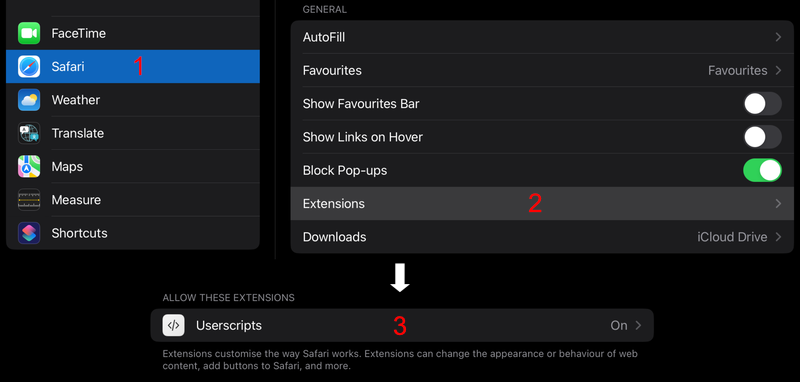 FaceTime
Safari 1
Weather
Translate
Maps
Measure
Shortcuts
GENERAL
AutoFill
Favourites Favourites
Show Favourites Bar
Show Links on Hover
Block Pop-ups
Extensions 2
Downloads iCloud Drive
ALLOW THESE EXTENSIONS
Userscripts 3 On
Extensions customise the way Safari works. Extensions can change the appearance or behaviour of web
content, add buttons to Safari, and more.